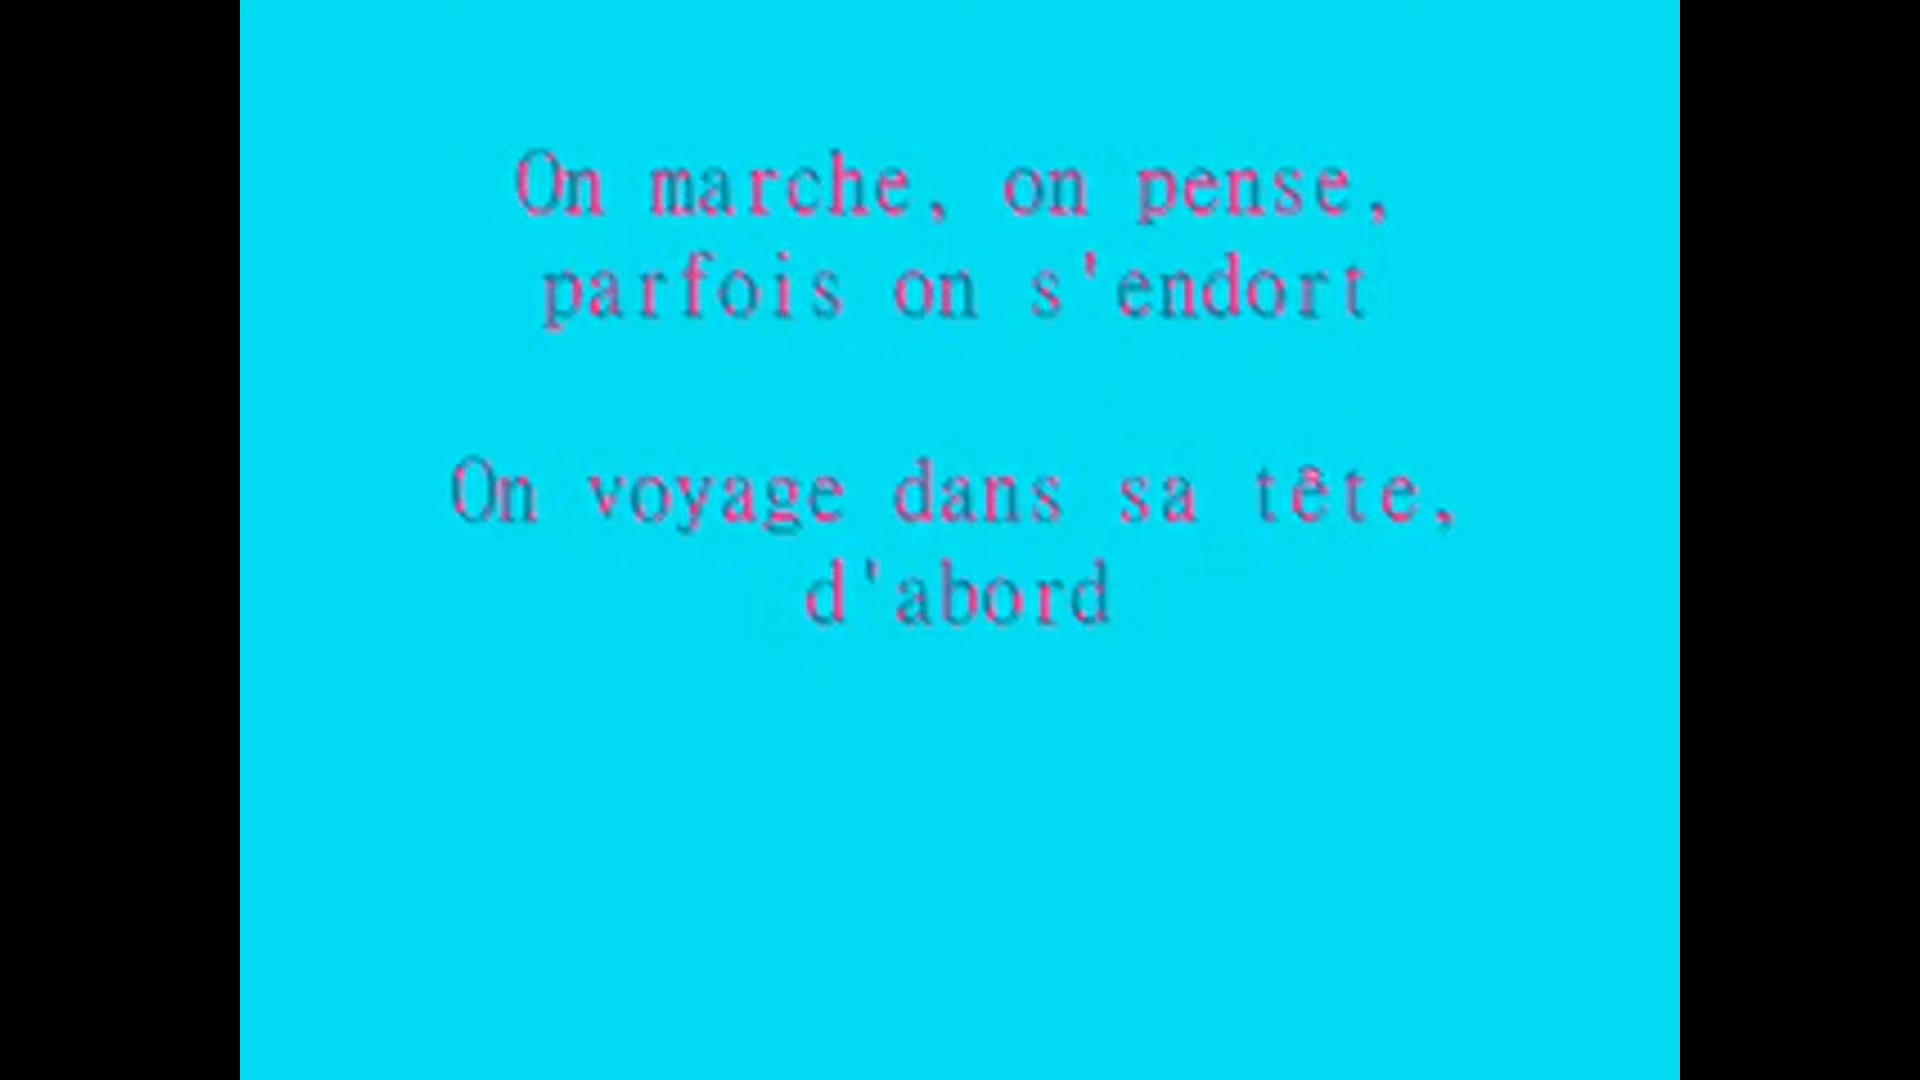 On marche, on pense,
parfois on s'endort
On voyage dans sa tête,
d'abord